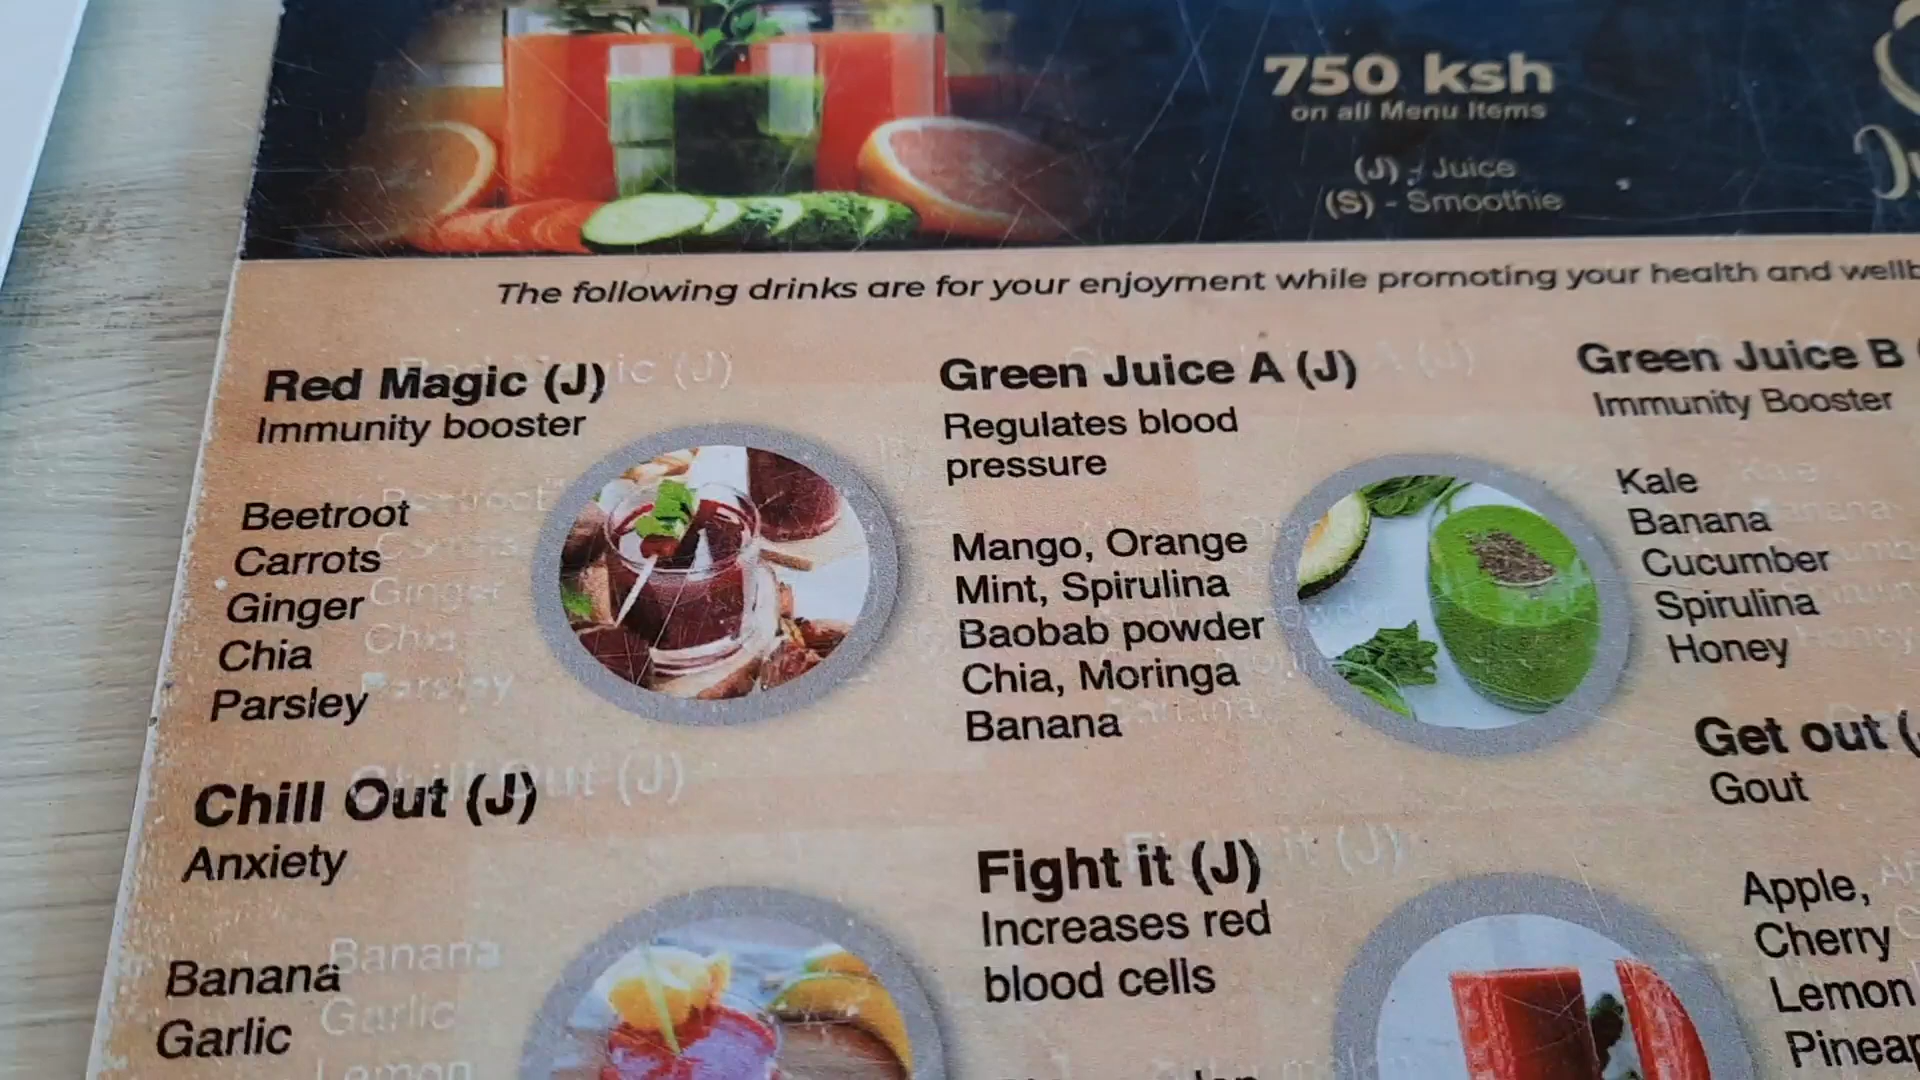 750 ksh
on all Menu Items
(J) - Juice
(S) - Smoothie
The following drinks are for your enjoyment while promoting your health and
Red Magic (J)
Immunity booster
Beetroot
Carrots
Ginger
Chia
Parsley
Green Juice A (J)
Regulates blood
pressure
Mango, Orange
Mint, Spirulina
Baobab powder
Chia, Moringa
Banana
Green Juice B
Immunity Booster
Kale
Banana
Cucumber
Spirulina
Honey
Chill Out (J)
Anxiety
Banana
Garlic
Fight it (J)
Increases red
blood cells
Get out
Gout
Apple,
Cherry
Lemon